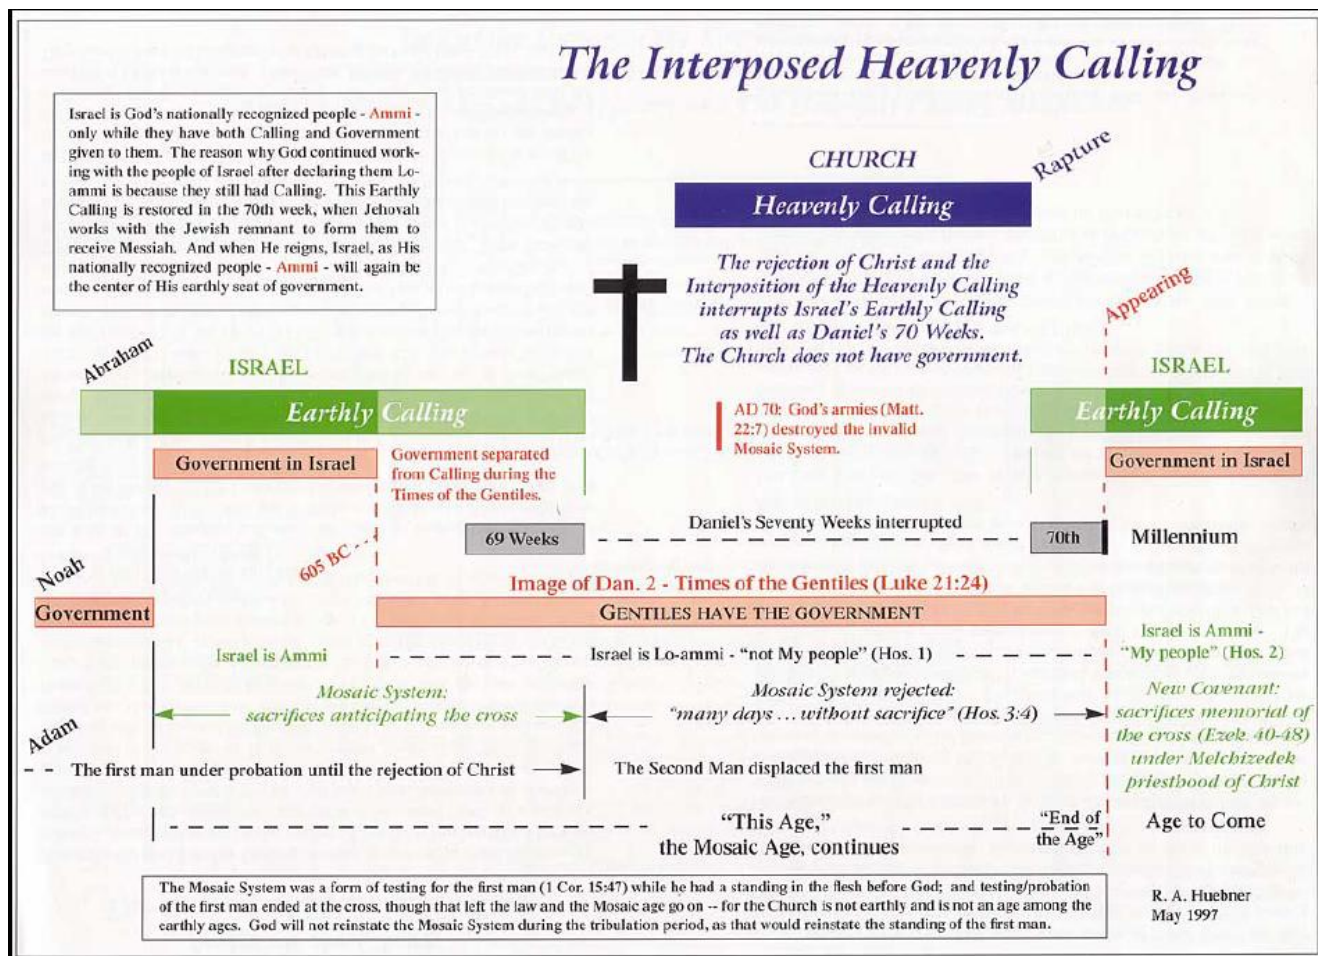 The Interposed Heavenly Calling
Israel is God's nationally recognized people - Ammi -
only while they have both Calling and Government
given to them. The reason why God continued work-
ing with the people of Israel after declaring them Lo-
ammi is because they still had Calling. This Earthly
Calling is restored in the 70th week, when Jehovah
works with the Jewish remnant to form them to
receive Messiah. And when He reigns, Israel, as His
nationally recognized people - Ammi - will again be
the center of His earthly seat of government.
CHURCH
Rapture
Heavenly Calling
The rejection of Christ and the
Interposition of the Heavenly Calling
interrupts Israel's Earthly Calling
as well as Daniel's 70 Weeks.
The Church does not have government.
Appearing
Abraham
ISRAEL
ISRAEL
Earthly Calling
AD 70: God's armies (Matt.
22:7) destroyed the invalid
Mosaic System.
Earthly Calling
Government in Israel
Government separated
from Calling during the
Times of the Gentiles.
Government in Israel
605 BC
69 Weeks
Daniel's Seventy Weeks interrupted
70th
Millennium
Noah
Government
Image of Dan. 2 - Times of the Gentiles (Luke 21:24)
GENTILES HAVE THE GOVERNMENT
Israel is Ammi
Israel is Lo-ammi - "not My people" (Hos. 1)
Israel is Ammi -
"My people" (Hos. 2)
Mosaic System:
sacrifices anticipating the cross
Mosaic System rejected:
"many days ... without sacrifice" (Hos. 3:4)
New Covenant:
sacrifices memorial of
the cross (Ezek. 40-48)
under Melchizedek
priesthood of Christ
Adam
The first man under probation until the rejection of Christ
The Second Man displaced the first man
"This Age,"
the Mosaic Age, continues
"End of
the Age"
Age to Come
The Mosaic System was a form of testing for the first man (1 Cor. 15:47) while he had a standing in the flesh before God; and testing/probation
of the first man ended at the cross, though that left the law and the Mosaic age go on -- for the Church is not earthly and is not an age among the
earthly ages. God will not reinstate the Mosaic System during the tribulation period, as that would reinstate the standing of the first man.
R. A. Huebner
May 1997